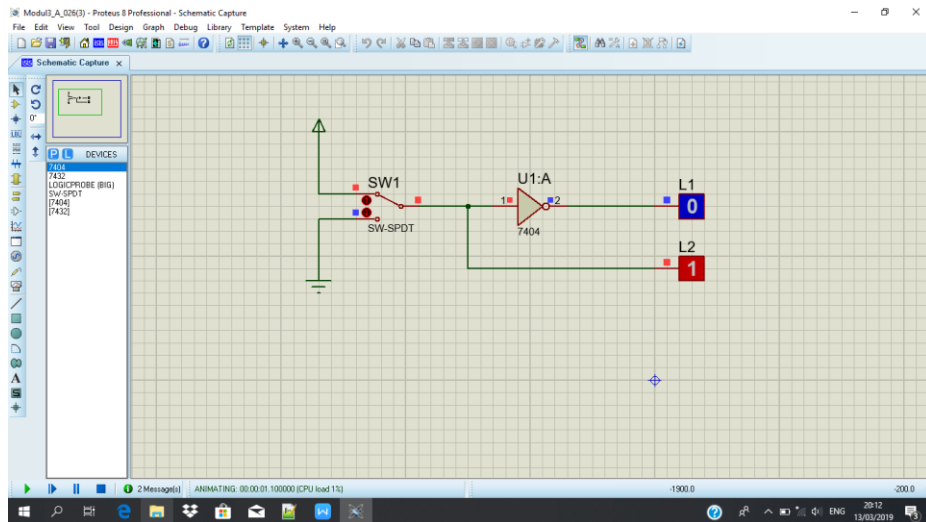 Modul3_A_026(3) - Proteus 8 Professional - Schematic Capture
File Edit View Tool Design Graph Debug Library Template System Help
Schematic Capture x
0°
P L DEVICES
7404
7432
LOGICPROBE (BIG)
SW-SPDT
[7404]
[7432]
SW1
SW-SPDT
U1:A
1
2
7404
L1
0
L2
1
2 Message(s)
ANIMATING: 00:00:01.100000 (CPU load 1%)
-1900.0
-200.0
ENG
20:12
13/03/2019